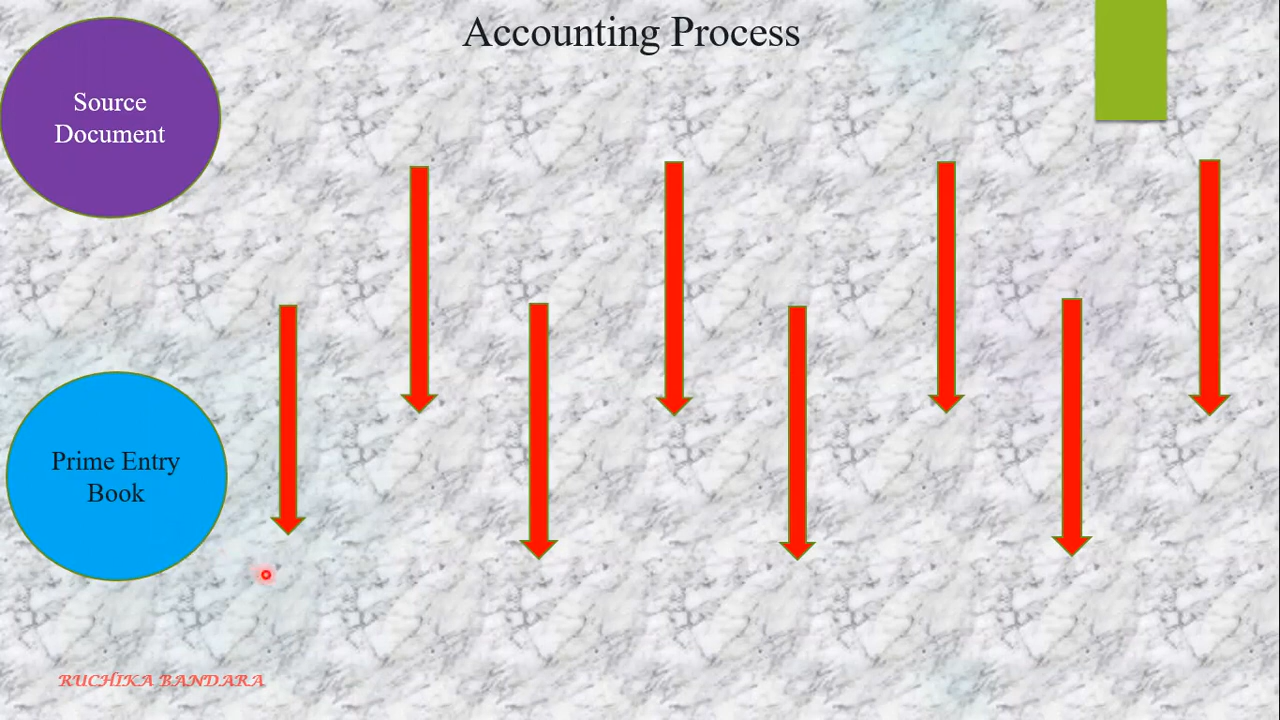 Accounting Process
Source
Document
Prime Entry
Book
RUCHIKA BANDARA